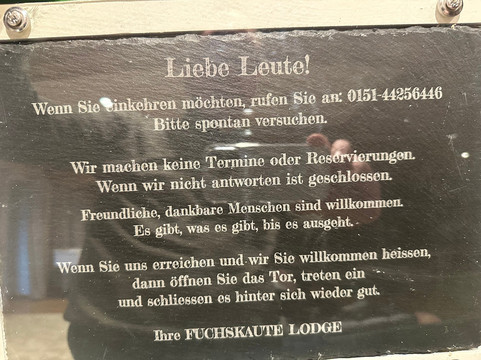 Liebe Leute!
Wenn Sie einkehren möchten, rufen Sie an: 0151-44256446
Bitte spontan versuchen.
Wir machen keine Termine oder Reservierungen.
Wenn wir nicht antworten ist geschlossen.
Freundliche, dankbare Menschen sind willkommen.
Es gibt, was es gibt, bis es ausgeht.
Wenn Sie uns erreichen und wir Sie willkommen heissen,
dann öffnen Sie das Tor, treten ein
und schliessen es hinter sich wieder gut.
Ihre FUCHSKAUTE LODGE